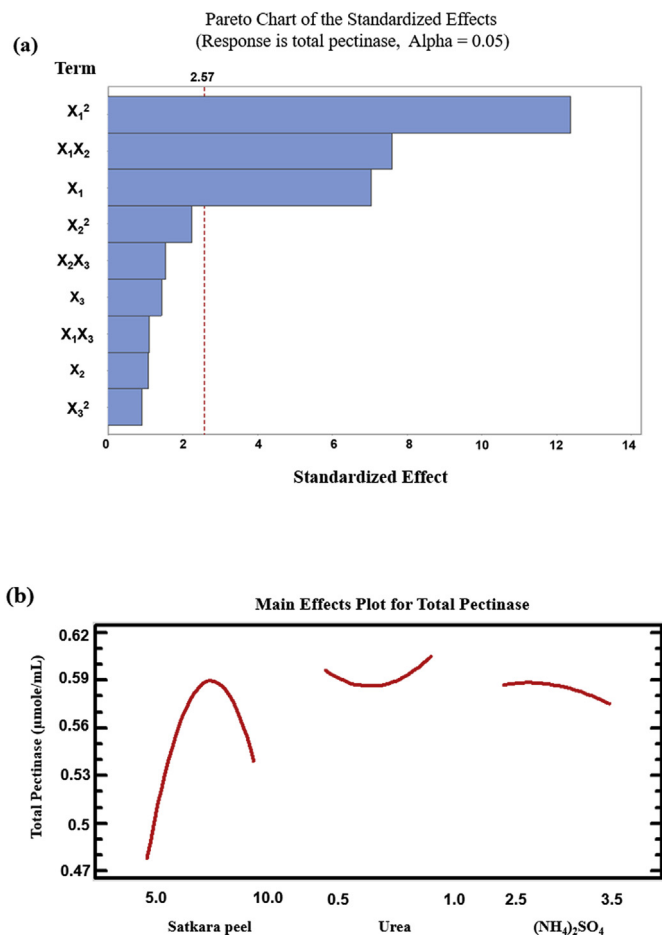 Pareto Chart of the Standardized Effects
(a) (Response is total pectinase, Alpha = 0.05)
Term
2.57
X₁²
X₁X₂
X₁
X₂²
X₂X₃
X₃
X₁X₃
X₂
X₃²
0 2 4 6 8 10 12 14
Standardized Effect
(b)
Main Effects Plot for Total Pectinase
Total Pectinase (µmole/mL)
0.62
0.59
0.56
0.53
0.5
0.47
5.0 10.0 0.5 1.0 2.5 3.5
Satkara peel Urea (NH₄)₂SO₄